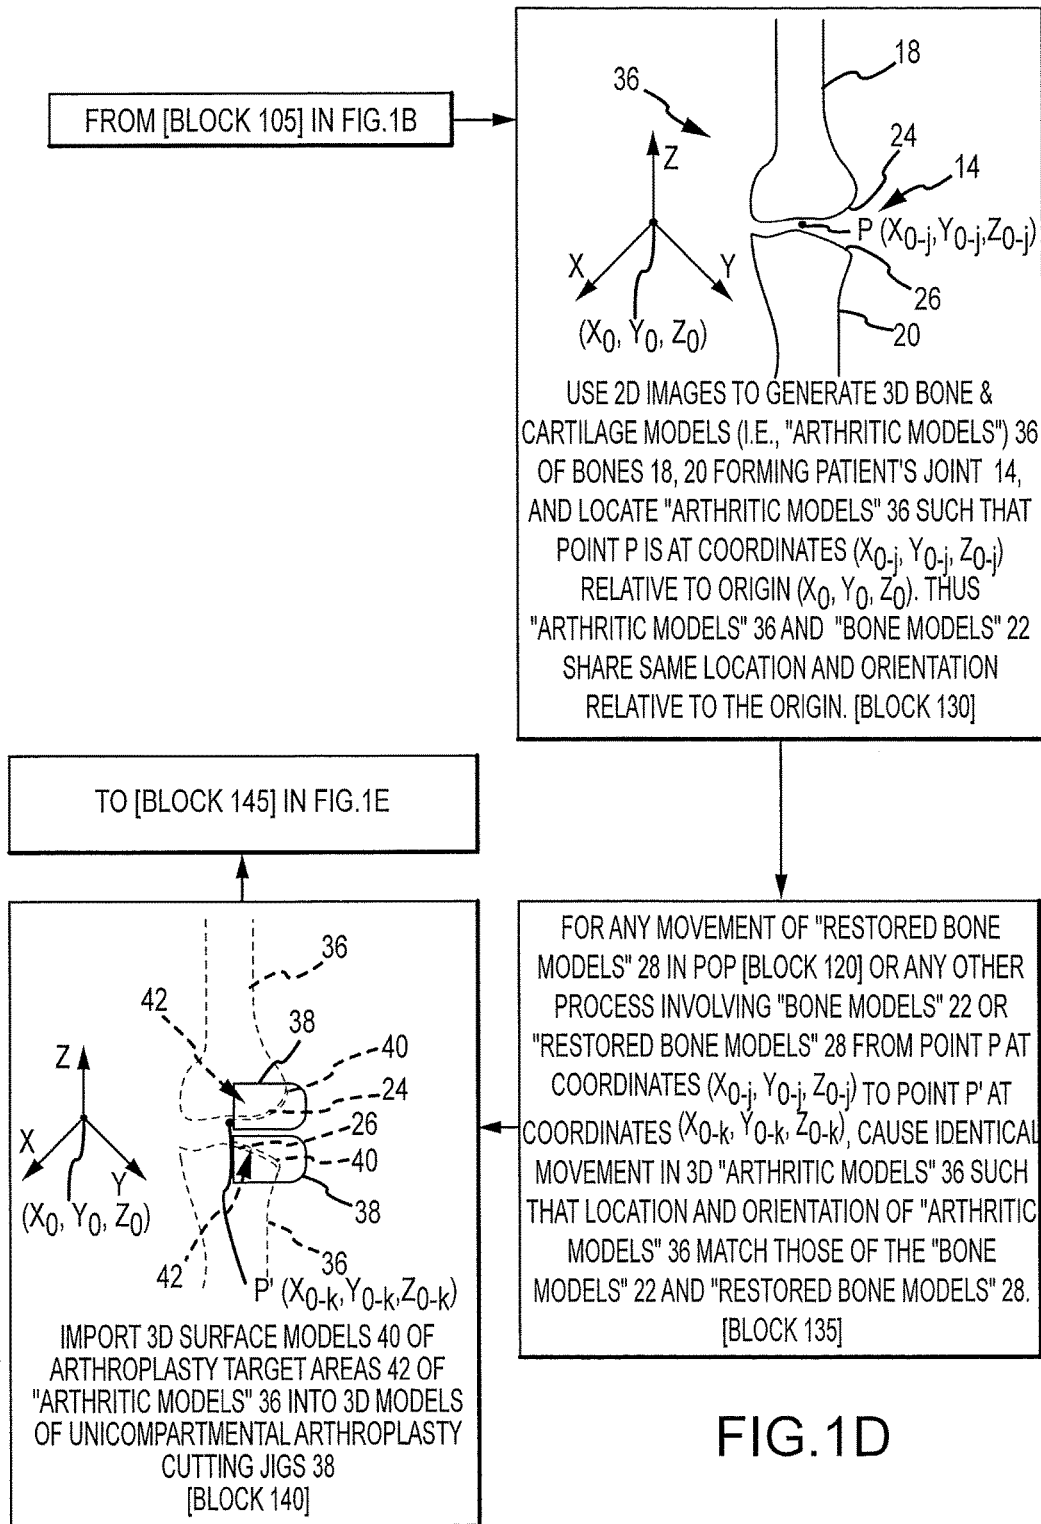 FROM [BLOCK 105] IN FIG.1B
18
36
24
14
Z
P (X0-j,Y0-j,Z0-j)
X
Y
26
(X0, Y0, Z0)
20
USE 2D IMAGES TO GENERATE 3D BONE &
CARTILAGE MODELS (I.E., "ARTHRITIC MODELS") 36
OF BONES 18, 20 FORMING PATIENT'S JOINT 14,
AND LOCATE "ARTHRITIC MODELS" 36 SUCH THAT
POINT P IS AT COORDINATES (X0-j, Y0-j, Z0-j)
RELATIVE TO ORIGIN (X0, Y0, Z0). THUS
"ARTHRITIC MODELS" 36 AND "BONE MODELS" 22
SHARE SAME LOCATION AND ORIENTATION
RELATIVE TO THE ORIGIN. [BLOCK 130]
FOR ANY MOVEMENT OF "RESTORED BONE
MODELS" 28 IN POP [BLOCK 120] OR ANY OTHER
PROCESS INVOLVING "BONE MODELS" 22 OR
"RESTORED BONE MODELS" 28 FROM POINT P AT
COORDINATES (X0-j, Y0-j, Z0-j) TO POINT P' AT
COORDINATES (X0-k, Y0-k, Z0-k), CAUSE IDENTICAL
MOVEMENT IN 3D "ARTHRITIC MODELS" 36 SUCH
THAT LOCATION AND ORIENTATION OF "ARTHRITIC
MODELS" 36 MATCH THOSE OF THE "BONE
MODELS" 22 AND "RESTORED BONE MODELS" 28.
[BLOCK 135]
36
42
38
40
Z
24
26
X
40
Y
38
(X0, Y0, Z0)
42
36
P' (X0-k,Y0-k,Z0-k)
IMPORT 3D SURFACE MODELS 40 OF
ARTHROPLASTY TARGET AREAS 42 OF
"ARTHRITIC MODELS" 36 INTO 3D MODELS
OF UNICOMPARTMENTAL ARTHROPLASTY
CUTTING JIGS 38
[BLOCK 140]
TO [BLOCK 145] IN FIG.1E
FIG.1D